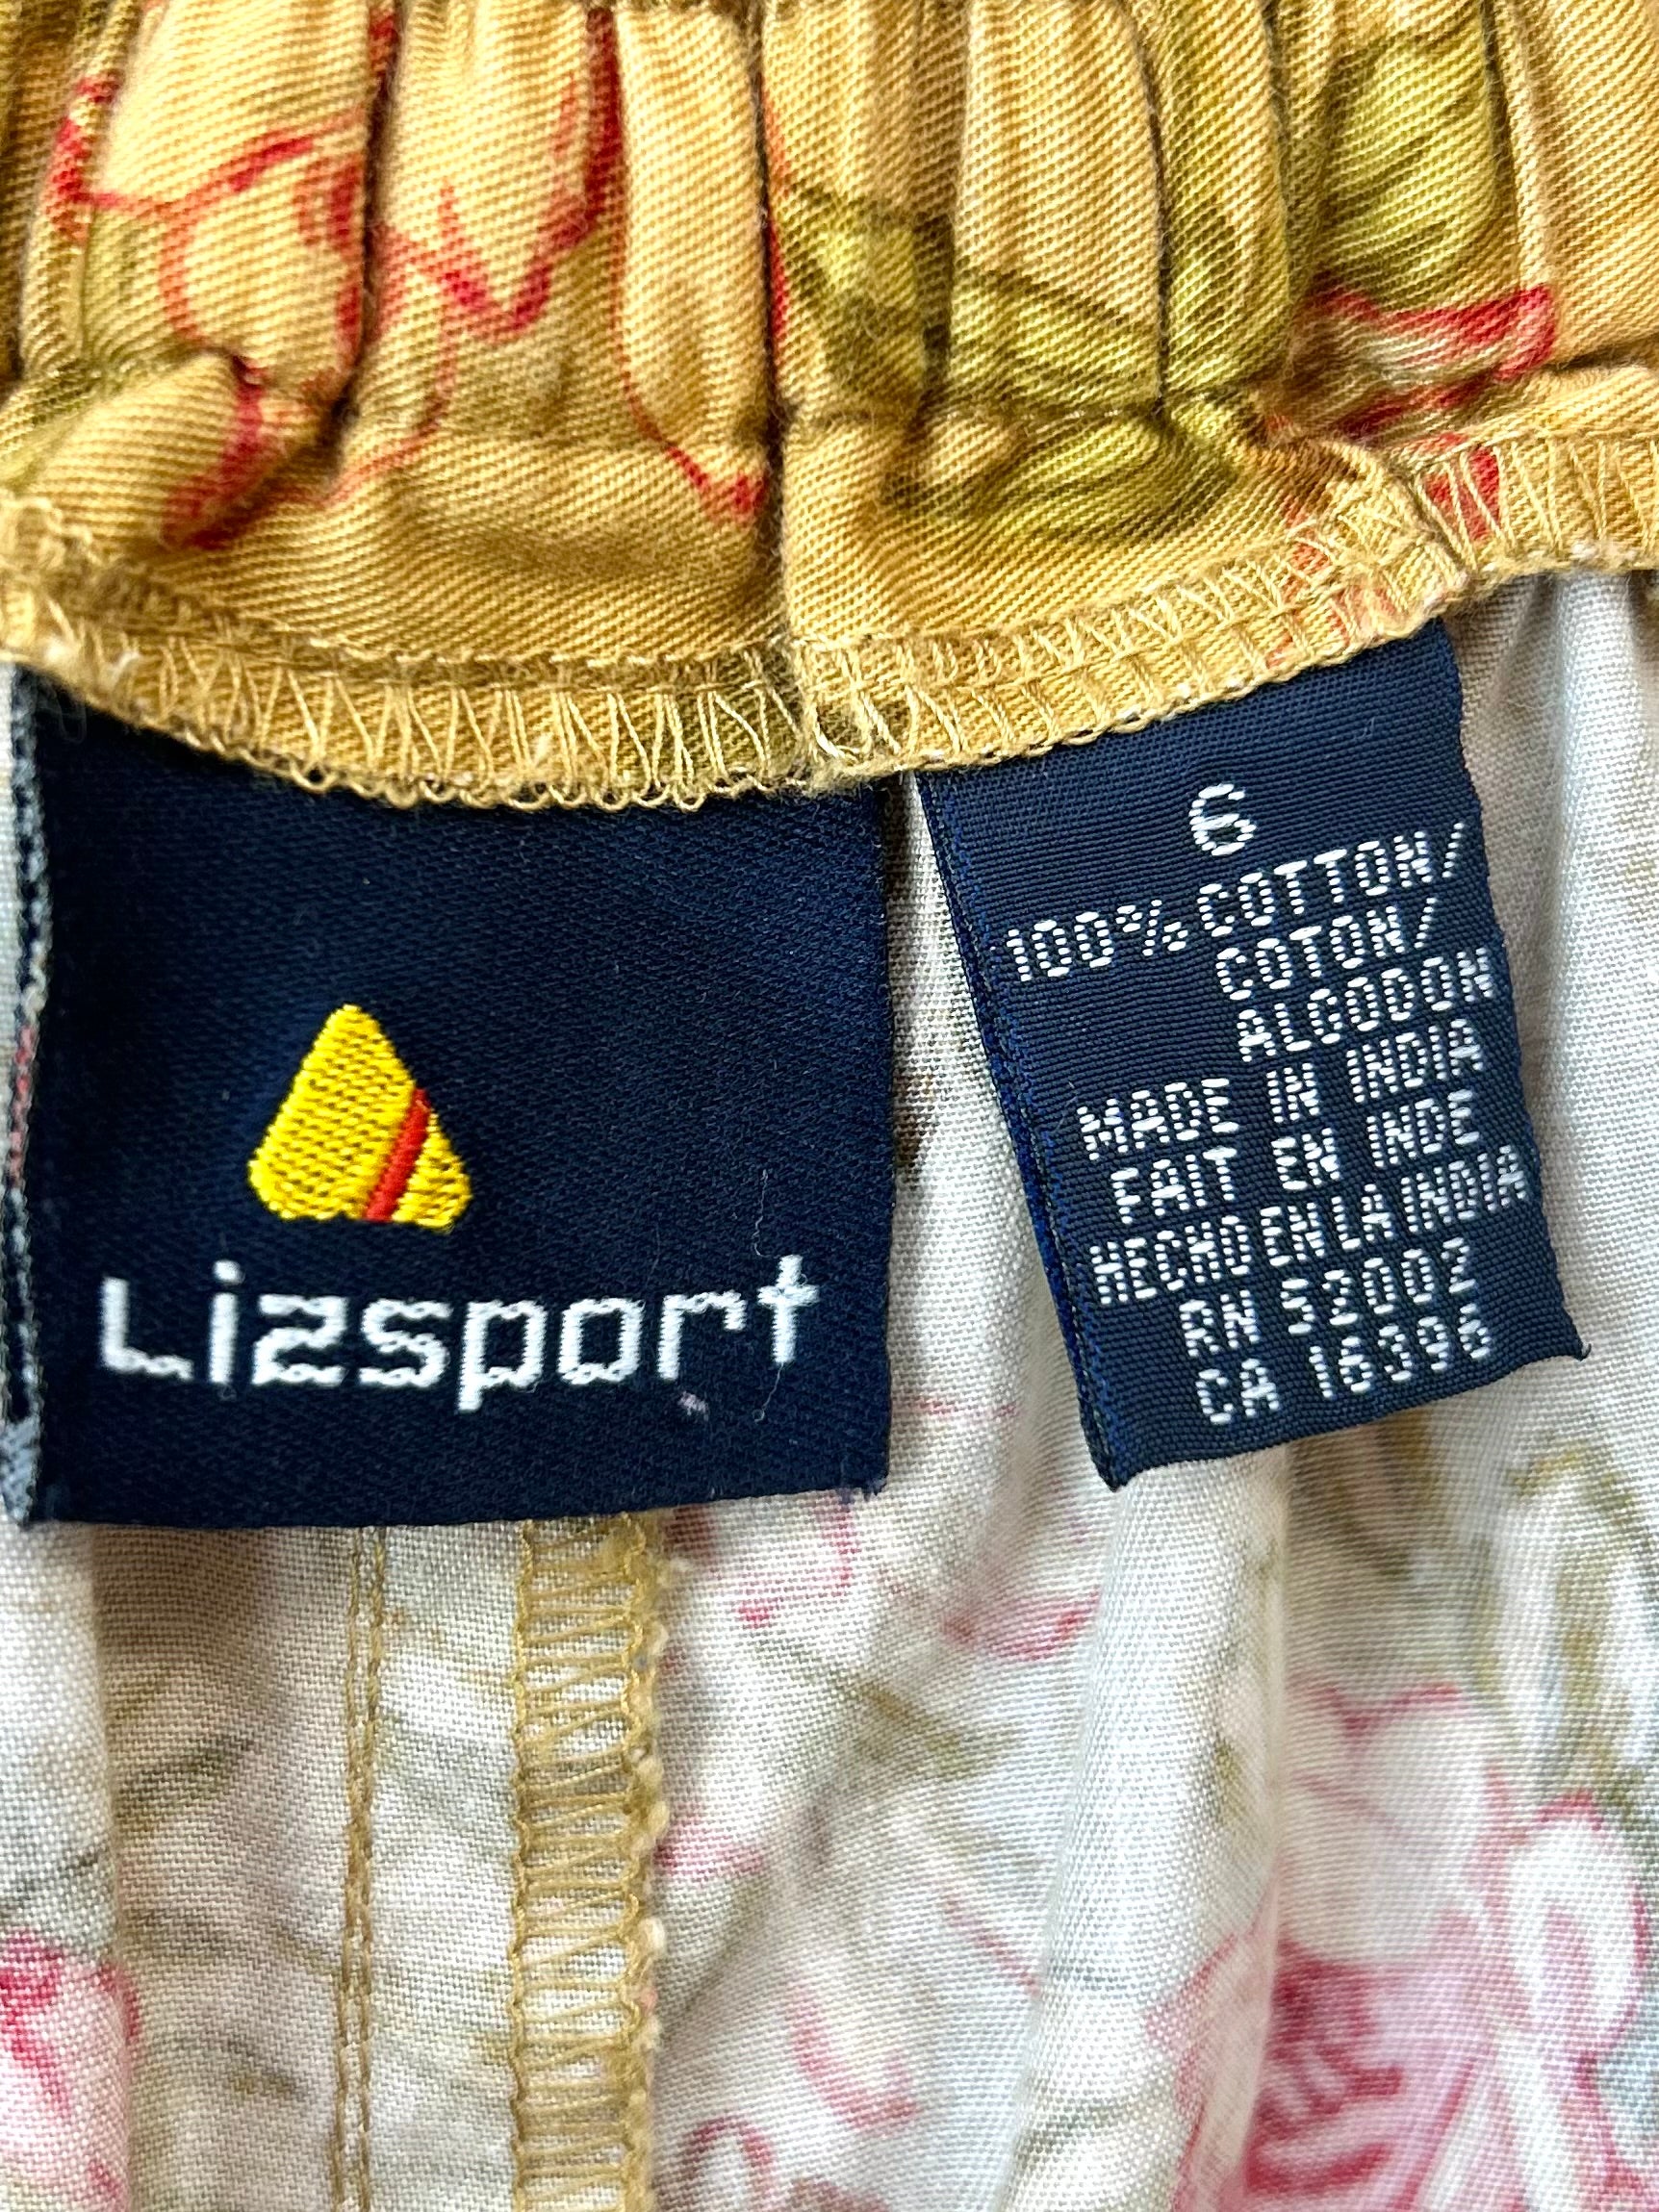 Lizsport
6
100% COTTON/
COTON/
ALGODON
MADE IN INDIA
FAIT EN INDE
HECHO EN LA INDIA
RN 52002
CA 16396